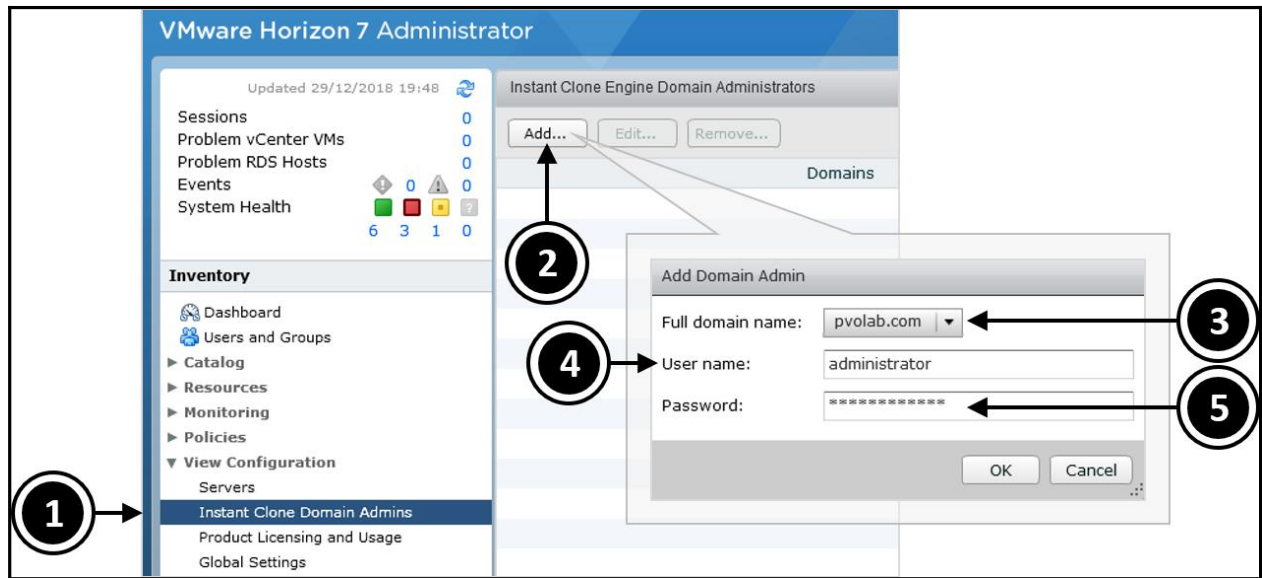 VMware Horizon 7 Administrator
Updated 29/12/2018 19:48
Sessions 0
Problem vCenter VMs 0
Problem RDS Hosts 0
Events 0 0
System Health
6 3 1 0
Inventory
Dashboard
Users and Groups
Catalog
Resources
Monitoring
Policies
View Configuration
Servers
Instant Clone Domain Admins
Product Licensing and Usage
Global Settings
1
Instant Clone Engine Domain Administrators
Add... Edit... Remove...
Domains
2
Add Domain Admin
Full domain name: pvolab.com
3
4
User name: administrator
Password: ************
5
OK Cancel